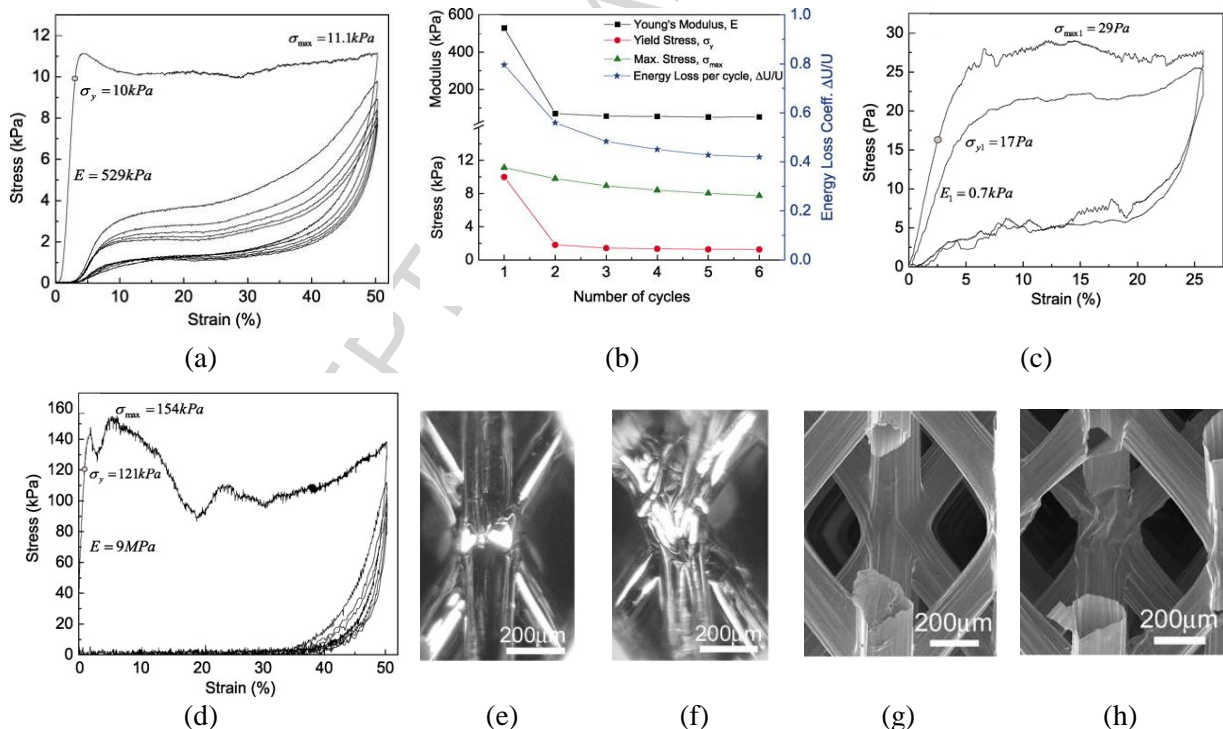 σmax = 11.1kPa
σy = 10kPa
E = 529kPa
Stress (kPa)
12
10
8
6
4
2
0
0 10 20 30 40 50
Strain (%)
(a)
Modulus (kPa)
600
400
200
Stress (kPa)
12
8
4
0
Young's Modulus, E
Yield Stress, σy
Max. Stress, σmax
Energy Loss per cycle, ΔU/U
1.0
0.8
0.6
0.4
0.2
0.0
Energy Loss Coeff. ΔU/U
1 2 3 4 5 6
Number of cycles
(b)
σmax1 = 29Pa
σy1 = 17Pa
E1 = 0.7kPa
Stress (Pa)
35
30
25
20
15
10
5
0
0 5 10 15 20 25
Strain (%)
(c)
σmax = 154kPa
σy = 121kPa
E = 9MPa
Stress (kPa)
160
140
120
100
80
60
40
20
0
0 10 20 30 40 50
Strain (%)
(d)
200μm
(e)
200μm
(f)
200μm
(g)
200μm
(h)